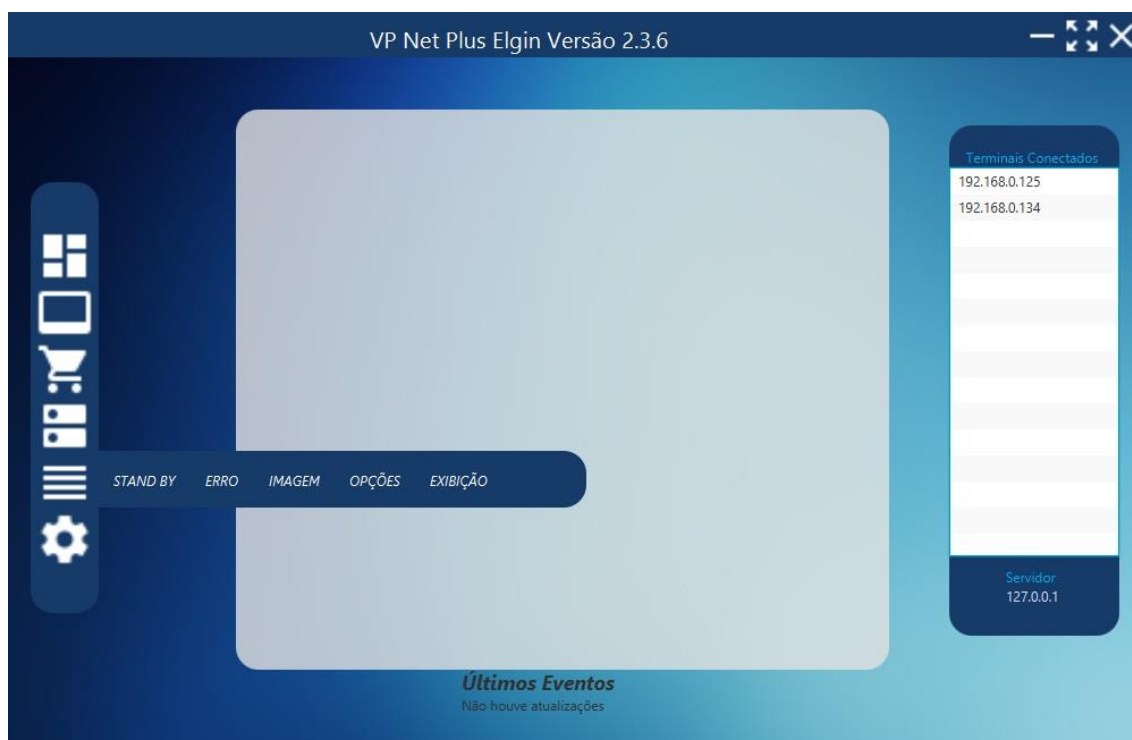 VP Net Plus Elgin Versão 2.3.6
Terminais Conectados
192.168.0.125
192.168.0.134
STAND BY ERRO IMAGEM OPÇÕES EXIBIÇÃO
Servidor
127.0.0.1
Últimos Eventos
Não houve atualizações